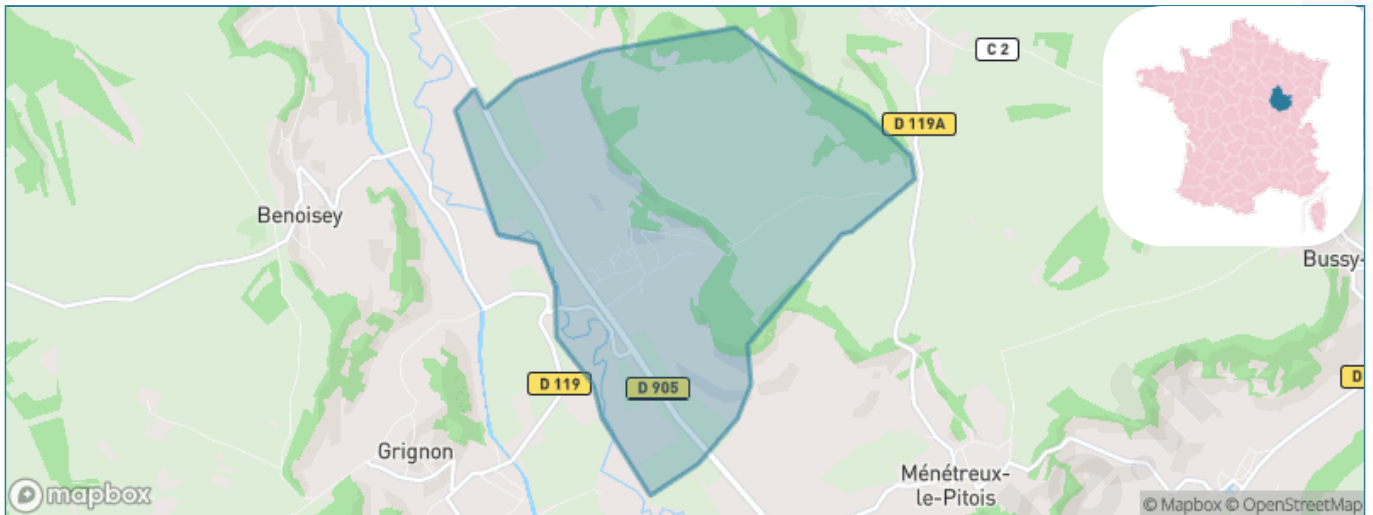 C 2
D 119A
Benoisey
Bussy-
D 119
D 905
D
Grignon
Ménétreux-
le-Pitois
mapbox
© Mapbox © OpenStreetMap